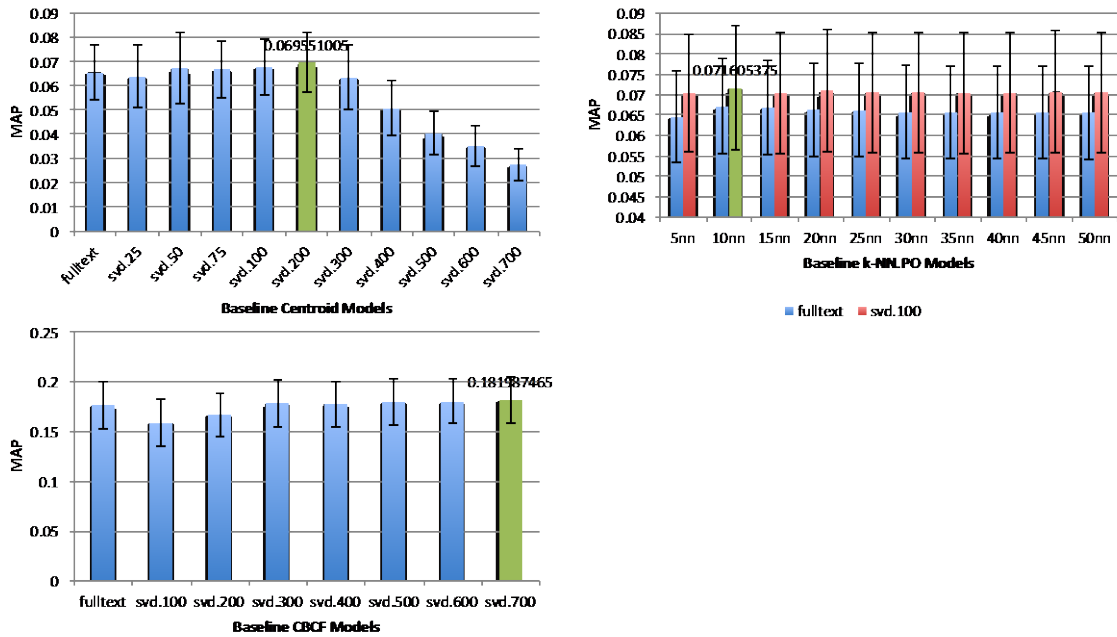 0.09
0.08
0.07
0.06
0.05
0.04
0.03
0.02
0.01
0
MAP
0.069551005
fulltext
svd.25
svd.50
svd.75
svd.100
svd.200
svd.300
svd.400
svd.500
svd.600
svd.700
Baseline Centroid Models
0.09
0.085
0.08
0.075
0.07
0.065
0.06
0.055
0.05
0.045
0.04
MAP
0.071605375
5nn 10nn 15nn 20nn 25nn 30nn 35nn 40nn 45nn 50nn
Baseline k-NN.PO Models
fulltext svd.100
0.25
0.2
0.15
0.1
0.05
0
MAP
0.181987465
fulltext svd.100 svd.200 svd.300 svd.400 svd.500 svd.600 svd.700
Baseline CBCF Models